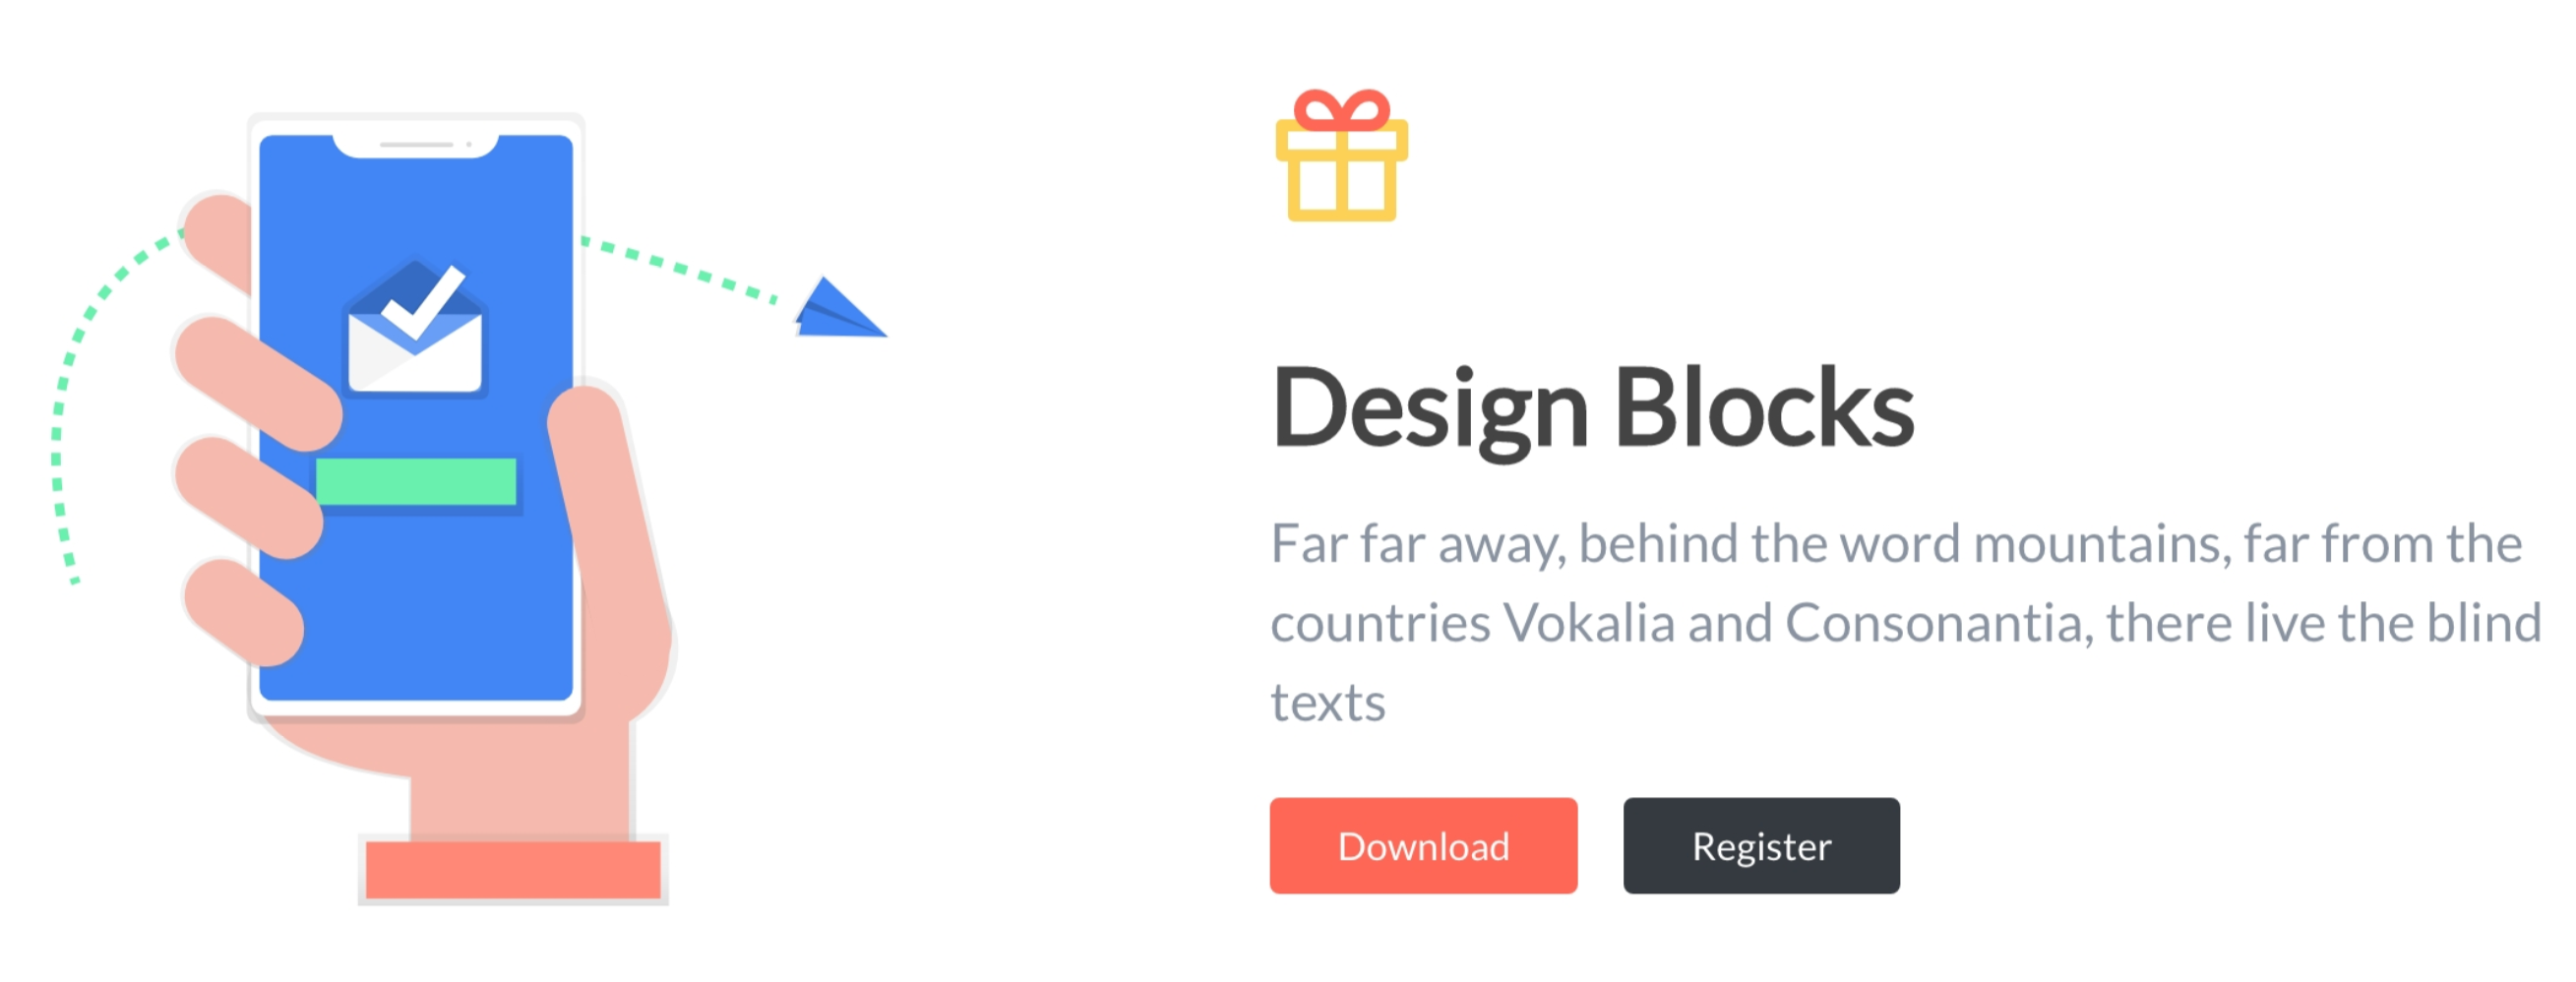 Design Blocks
Far far away, behind the word mountains, far from the
countries Vokalia and Consonantia, there live the blind
texts
Download
Register